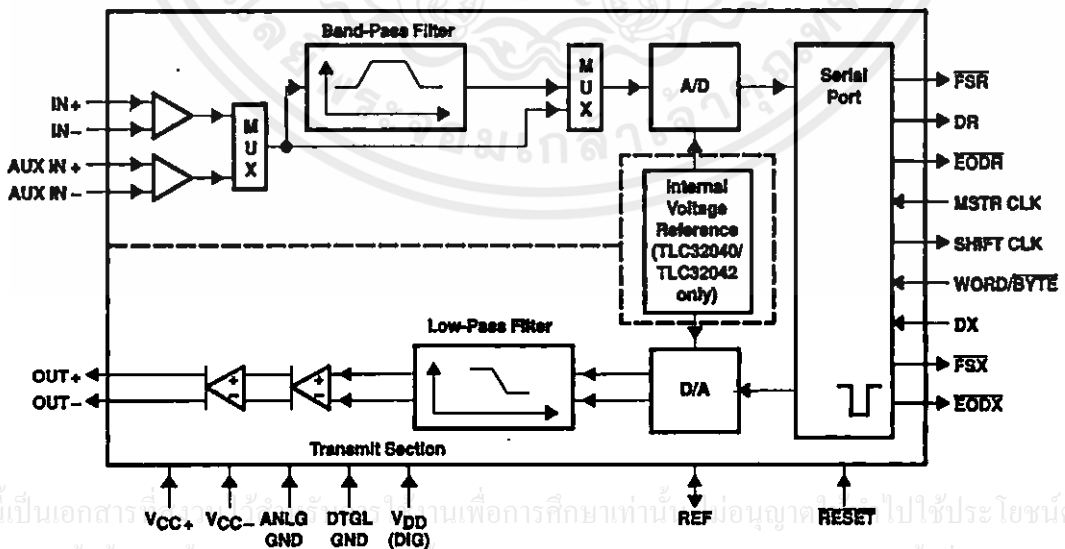 Band-Pass Filter
M
U
X
A/D
Serial
Port
IN+
IN−
AUX IN +
AUX IN −
M
U
X
Internal
Voltage
Reference
(TLC32040/
TLC32042
only)
Low-Pass Filter
D/A
OUT+
OUT−
Transmit Section
FSR
DR
EODR
MSTR CLK
SHIFT CLK
WORD/BYTE
DX
FSX
EODX
VCC+
VCC−
ANLG
GND
DTGL
GND
VDD
(DIG)
REF
RESET